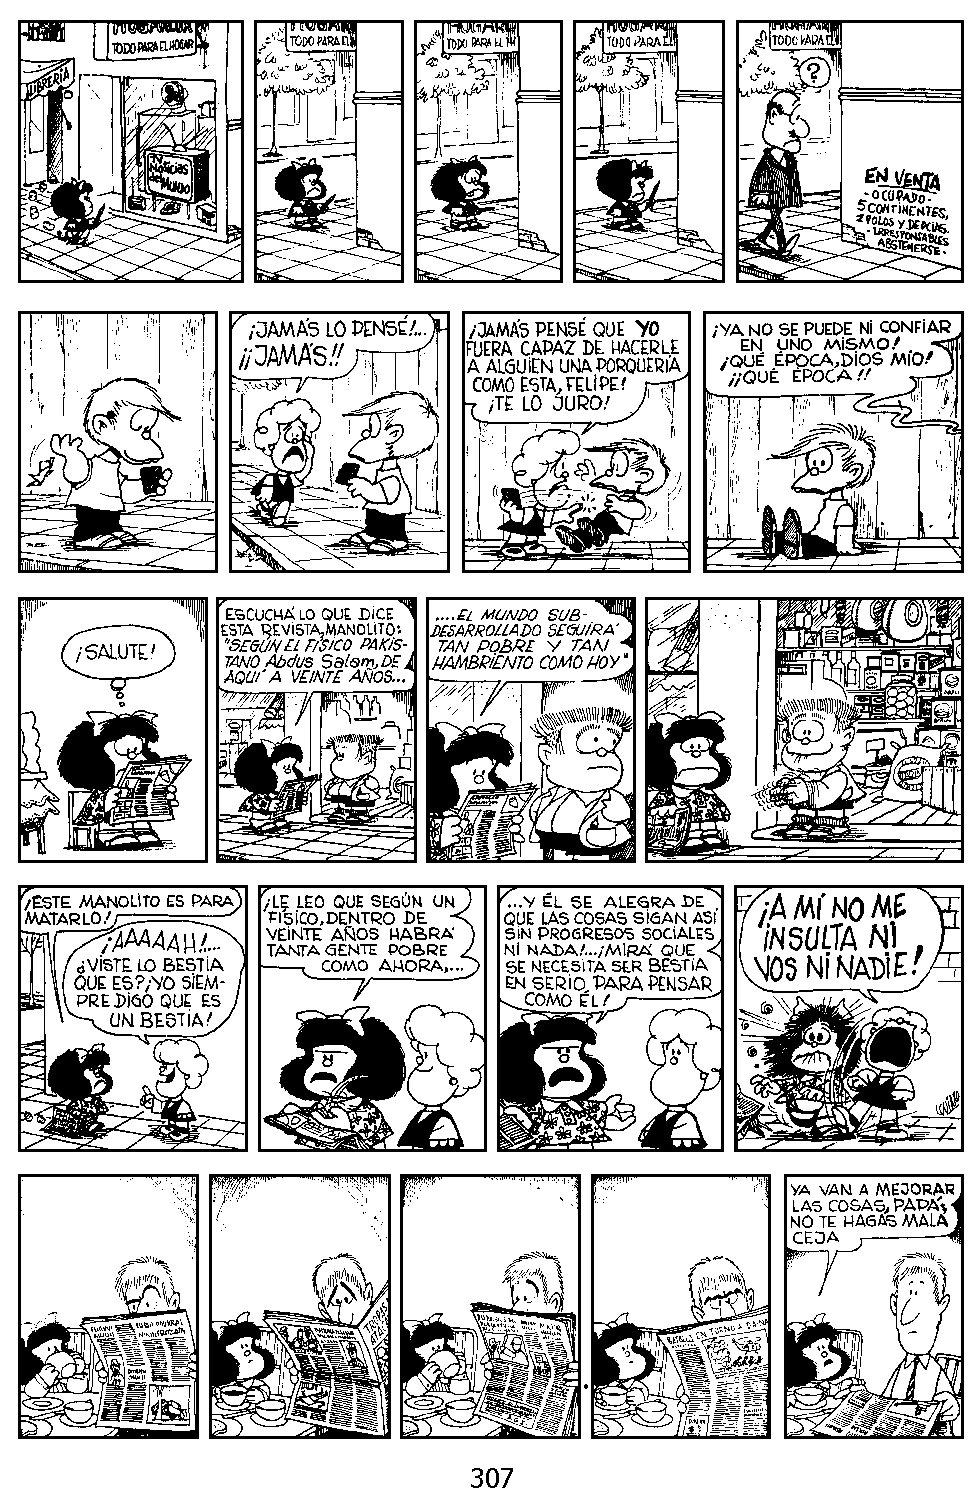 HOGARLIA
TODO PARA EL HOGAR
LIBRERÍA
TV
NOTICIAS
DEL
MUNDO
HOGAR
TODO PARA EL
HOGAR
TODO PARA EL H
HOGAR
TODO PARA EL
TODO PARA EL
?
EN VENTA
-O CUPADO-
5 CONTINENTES,
2 POLOS Y DEPCIAS.
-IRRESPONSABLES
ABSTENERSE-
¡JAMÁS LO PENSÉ!...
¡¡JAMÁS!!
¡JAMÁS PENSÉ QUE YO
FUERA CAPAZ DE HACERLE
A ALGUIEN UNA PORQUERÍA
COMO ESTA, FELIPE!
¡TE LO JURO!
¡YA NO SE PUEDE NI CONFIAR
EN UNO MISMO!
¡QUÉ ÉPOCA, DIOS MÍO!
¡¡QUÉ ÉPOCA!!
¡SALUTE!
ESCUCHÁ LO QUE DICE
ESTA REVISTA, MANOLITO:
"SEGÚN EL FÍSICO PAKIS-
TANO Abdus Salam, DE
AQUÍ A VEINTE AÑOS...
....EL MUNDO SUB-
DESARROLLADO SEGUIRÁ
TAN POBRE Y TAN
HAMBRIENTO COMO HOY"
¡ESTE MANOLITO ES PARA
MATARLO!
¡AAAAAH!....
¿VISTE LO BESTIA
QUE ES? ¡YO SIEM-
PRE DIGO QUE ES
UN BESTIA!
¡LE LEO QUE SEGÚN UN
FÍSICO, DENTRO DE
VEINTE AÑOS HABRÁ
TANTA GENTE POBRE
COMO AHORA,...
...Y ÉL SE ALEGRA DE
QUE LAS COSAS SIGAN ASÍ
SIN PROGRESOS SOCIALES
NI NADA!...¡MIRÁ QUE
SE NECESITA SER BESTIA
EN SERIO, PARA PENSAR
COMO ÉL!
¡A MÍ NO ME
INSULTA NI
VOS NI NADIE!
YA VAN A MEJORAR
LAS COSAS, PAPÁ;
NO TE HAGÁS MALA
CEJA
307